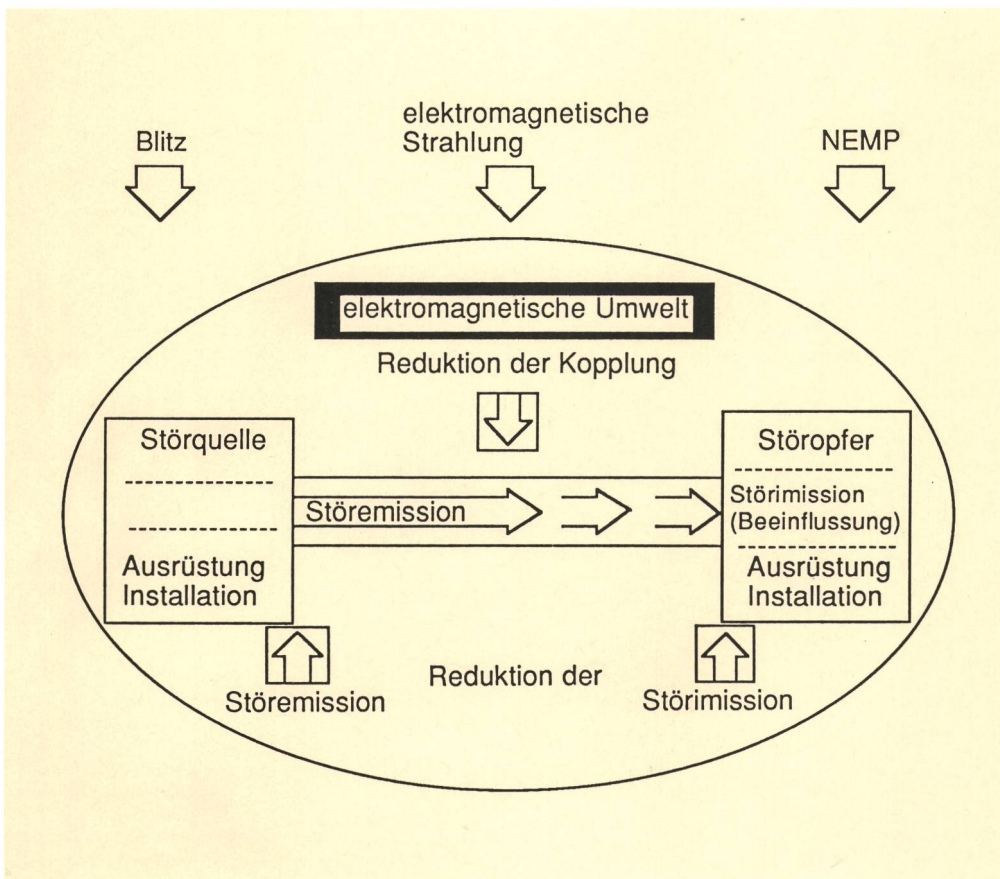 Blitz
elektromagnetische
Strahlung
NEMP
elektromagnetische Umwelt
Reduktion der Kopplung
Störquelle
Ausrüstung
Installation
Störemission
Störopfer
Störimission
(Beeinflussung)
Ausrüstung
Installation
Störemission
Reduktion der
Störimission